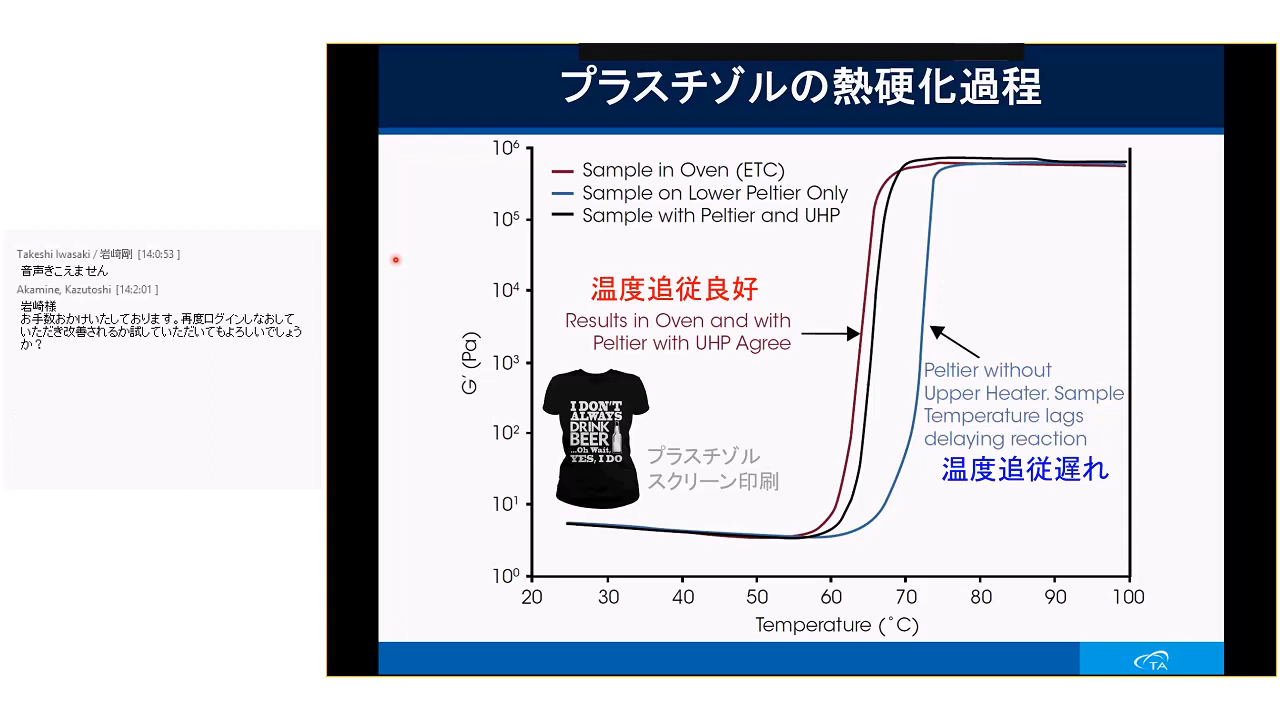 Takeshi Iwasaki / 岩﨑剛 [14:0:53 ]
音声きこえません
Akamine, Kazutoshi [14:2:01 ]
岩崎様
お手数おかけいたしております。再度ログインしなおして
いただき改善されるか試していただいてもよろしいでしょう
か？
プラスチゾルの熱硬化過程
10⁶
10⁵
10⁴
10³
10²
10¹
10⁰
G′ (Pa)
Sample in Oven (ETC)
Sample on Lower Peltier Only
Sample with Peltier and UHP
温度追従良好
Results in Oven and with
Peltier with UHP Agree
Peltier without
Upper Heater. Sample
Temperature lags
delaying reaction
温度追従遅れ
I DON'T
ALWAYS
DRINK
BEER
...Oh Wait,
YES, I DO
プラスチゾル
スクリーン印刷
20 30 40 50 60 70 80 90 100
Temperature (˚C)
TA